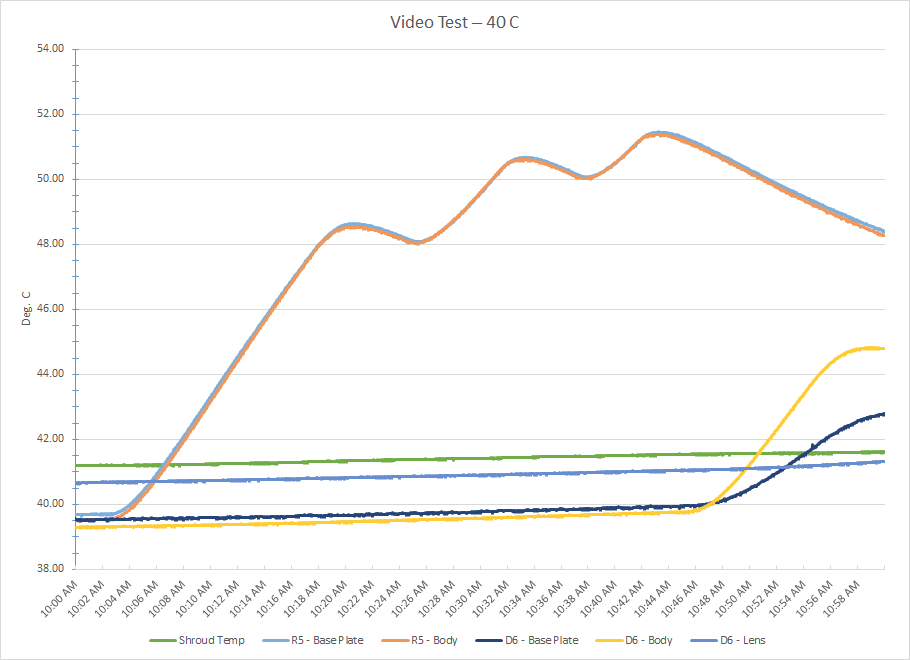 Video Test – 40 C
54.00
52.00
50.00
48.00
46.00
44.00
42.00
40.00
38.00
Deg. C
10:00 AM
10:02 AM
10:04 AM
10:06 AM
10:08 AM
10:10 AM
10:12 AM
10:14 AM
10:16 AM
10:18 AM
10:20 AM
10:22 AM
10:24 AM
10:26 AM
10:28 AM
10:30 AM
10:32 AM
10:34 AM
10:36 AM
10:38 AM
10:40 AM
10:42 AM
10:44 AM
10:46 AM
10:48 AM
10:50 AM
10:52 AM
10:54 AM
10:56 AM
10:58 AM
Shroud Temp R5 - Base Plate R5 - Body D6 - Base Plate D6 - Body D6 - Lens